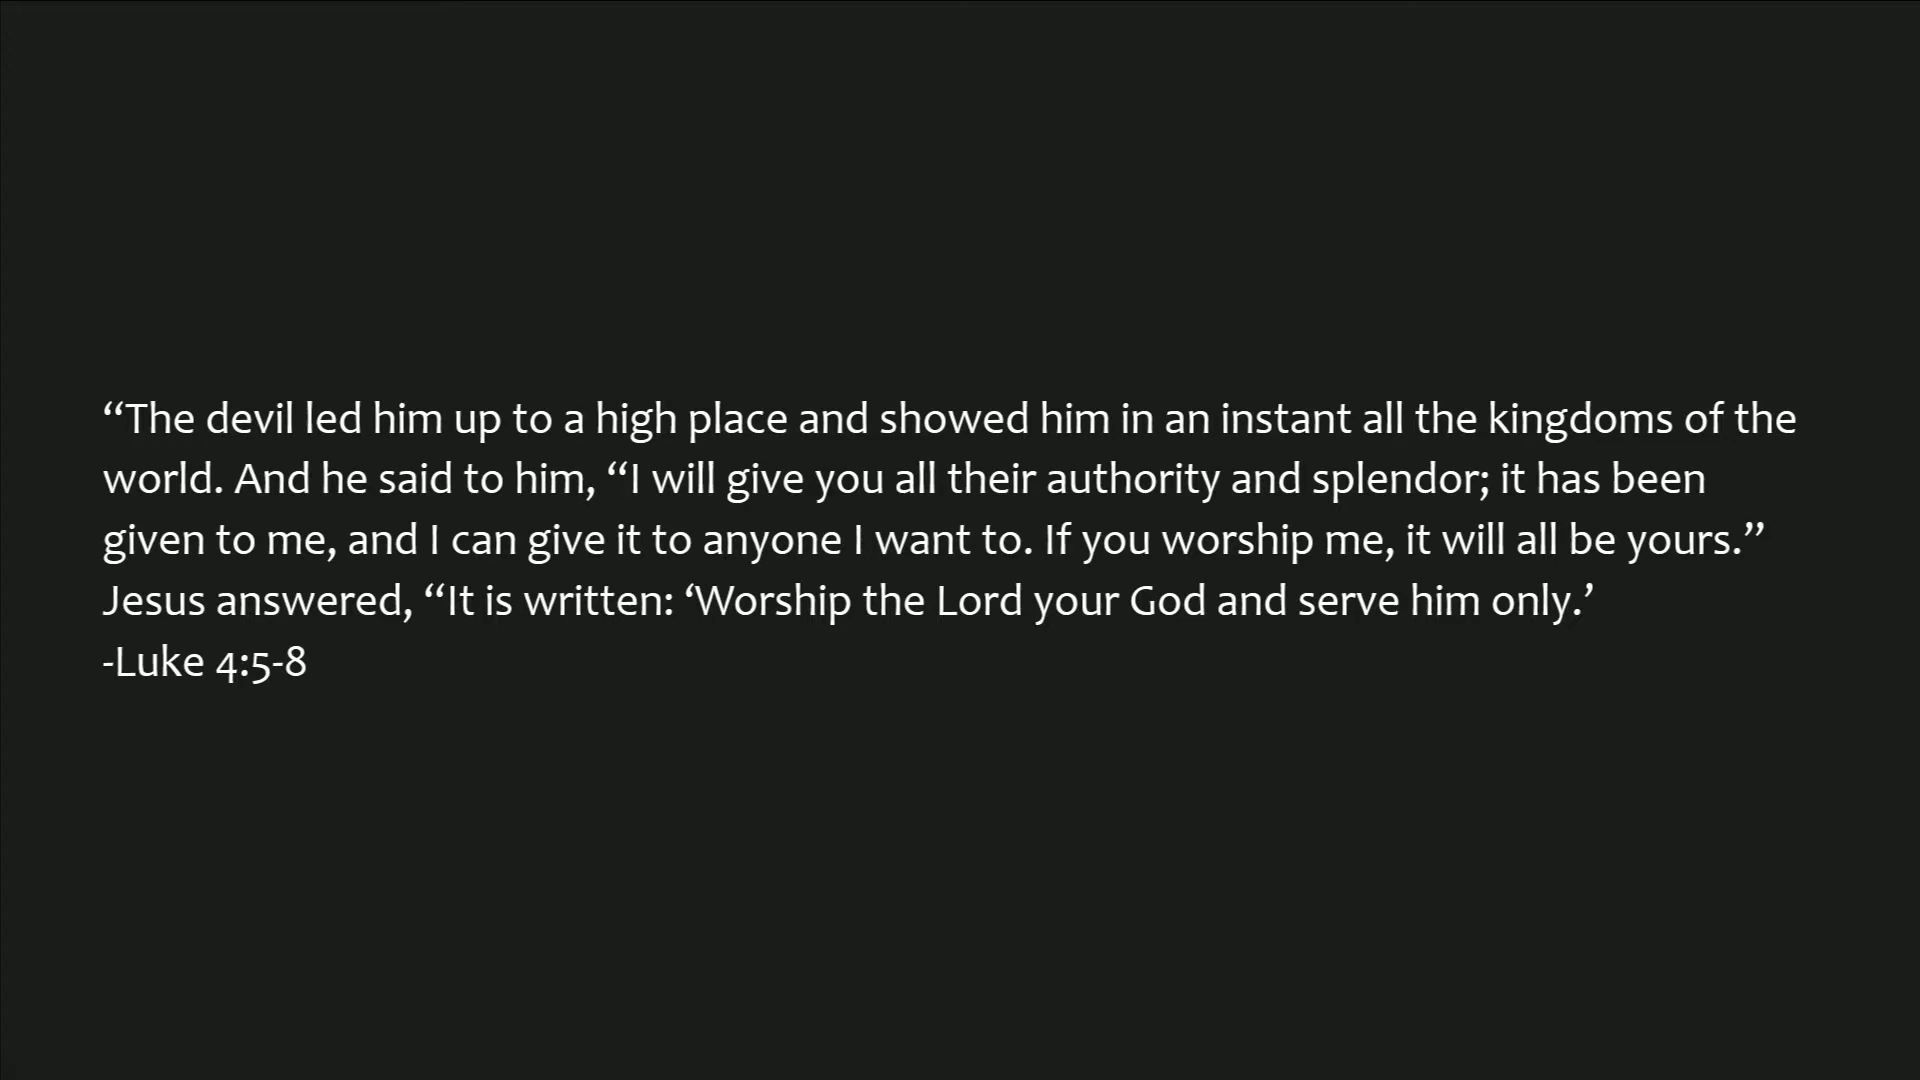 “The devil led him up to a high place and showed him in an instant all the kingdoms of the
world. And he said to him, “I will give you all their authority and splendor; it has been
given to me, and I can give it to anyone I want to. If you worship me, it will all be yours.”
Jesus answered, “It is written: ‘Worship the Lord your God and serve him only.’
-Luke 4:5-8